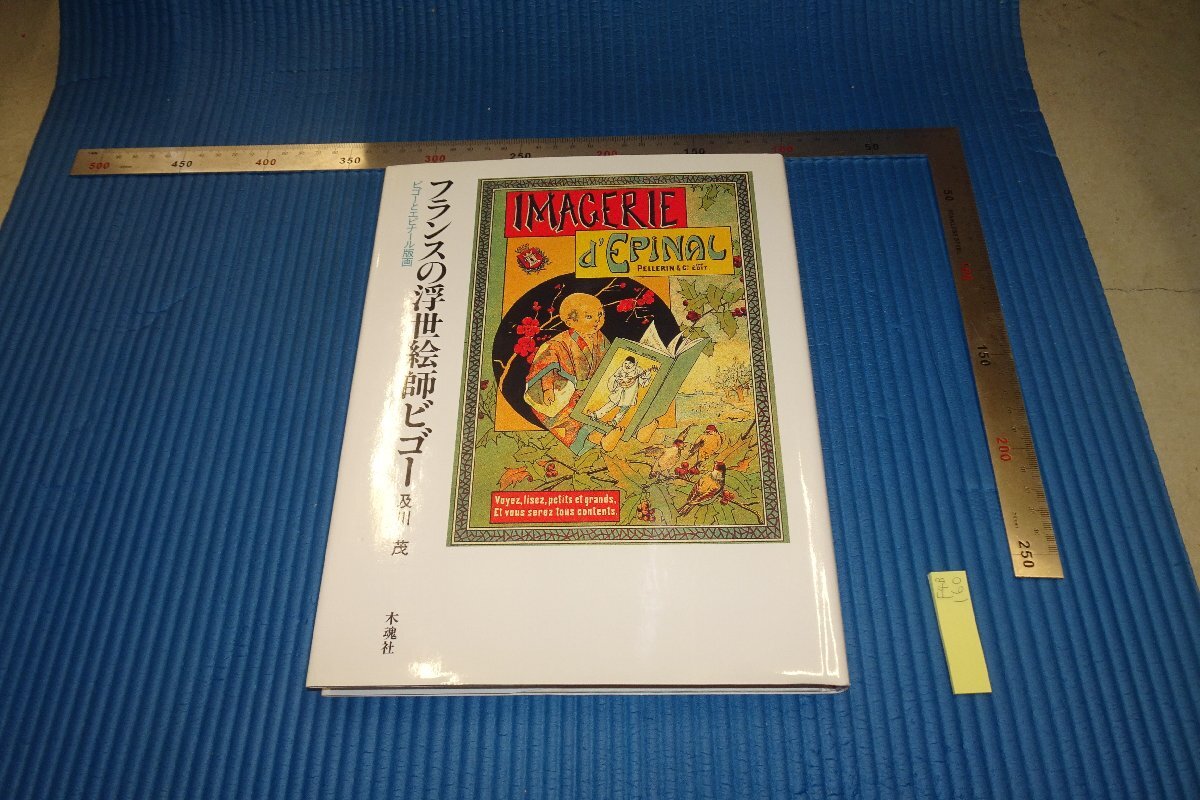 フランスの浮世絵師ビゴー
ビゴーとエピナール版画
及川 茂
木魂社
IMAGERIE
d'EPINAL
PELLERIN & Cie EDIT
Voyez, lisez, petits et grands,
Et vous serez tous contents.
500 450 400 350 300 250 200 150 100 50
50
100
150
200
250